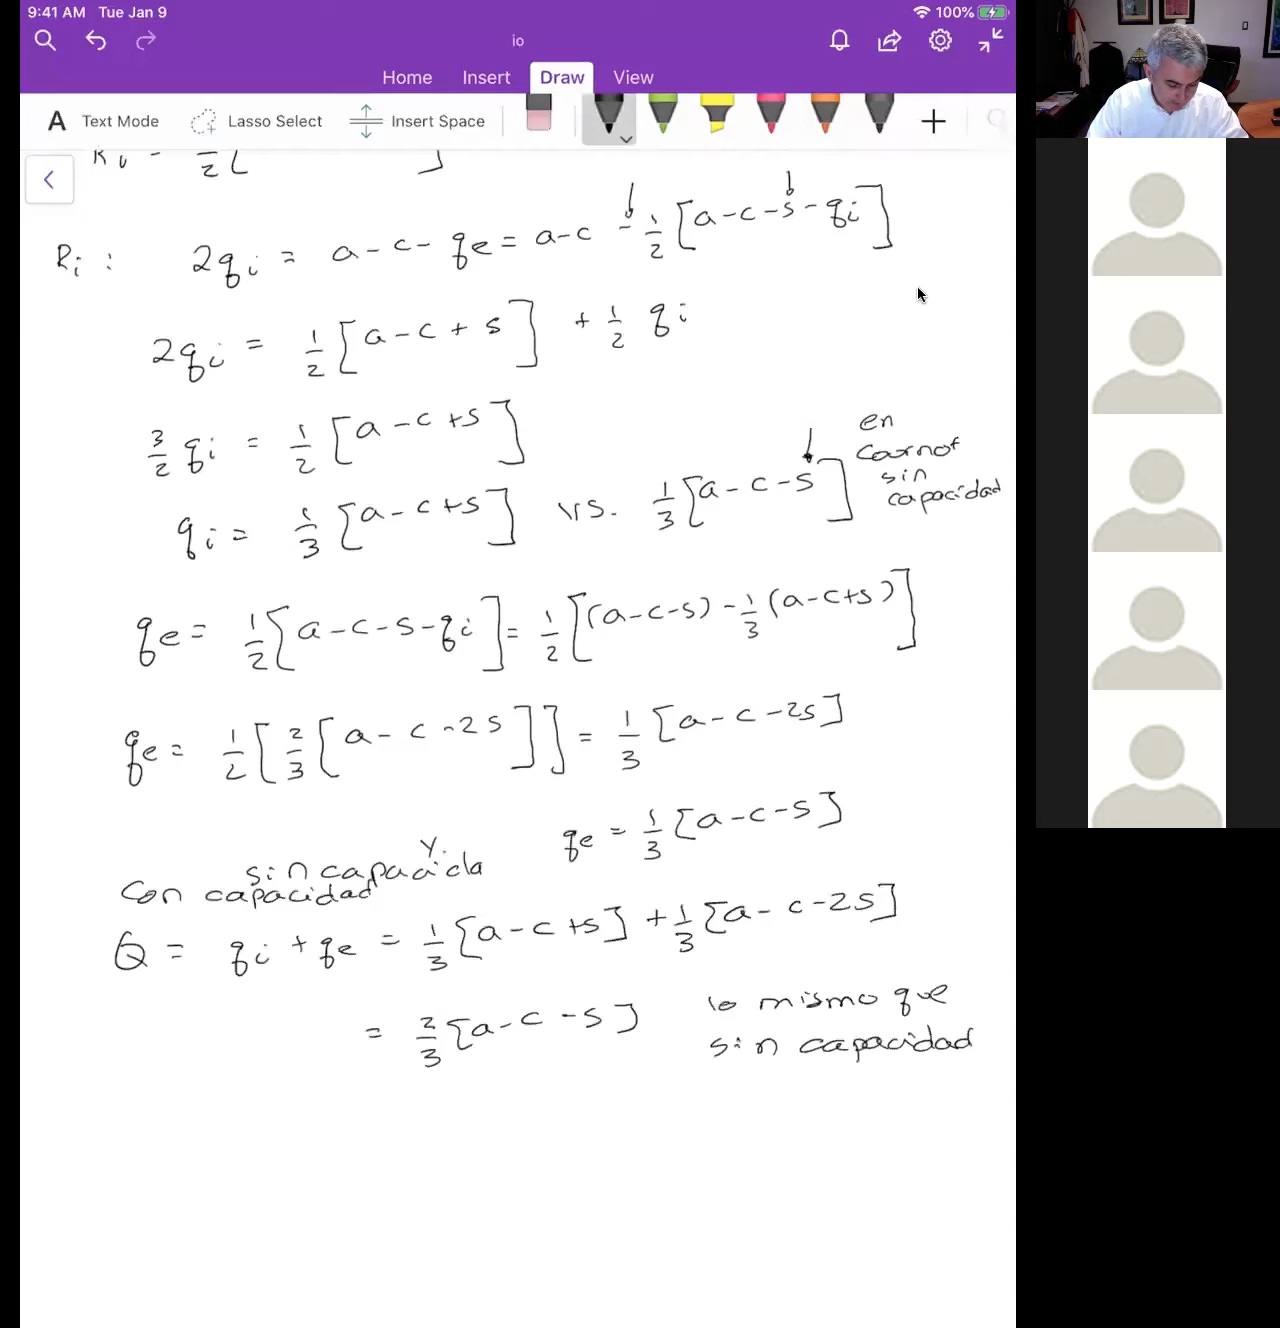 9:41 AM Tue Jan 9
100%
io
Home Insert Draw View
A Text Mode Lasso Select Insert Space
Ri : 2qi = a-c- qe = a-c - 1/2 [a-c-s-qi]
2qi = 1/2 [a-c+s] + 1/2 qi
3/2 qi = 1/2 [a-c+s]
qi = 1/3 [a-c+s] vs. 1/3 [a-c-s] en
Cournot
sin
capacidad
qe = 1/2 [a-c-s-qi] = 1/2 [(a-c-s) - 1/3 (a-c+s)]
qe = 1/2 [2/3 [a-c-2s]] = 1/3 [a-c-2s]
sin capacida qe = 1/3 [a-c-s]
Con capacidad
Q = qi + qe = 1/3 [a-c+s] + 1/3 [a-c-2s]
= 2/3 [a-c-s] lo mismo que
sin capacidad